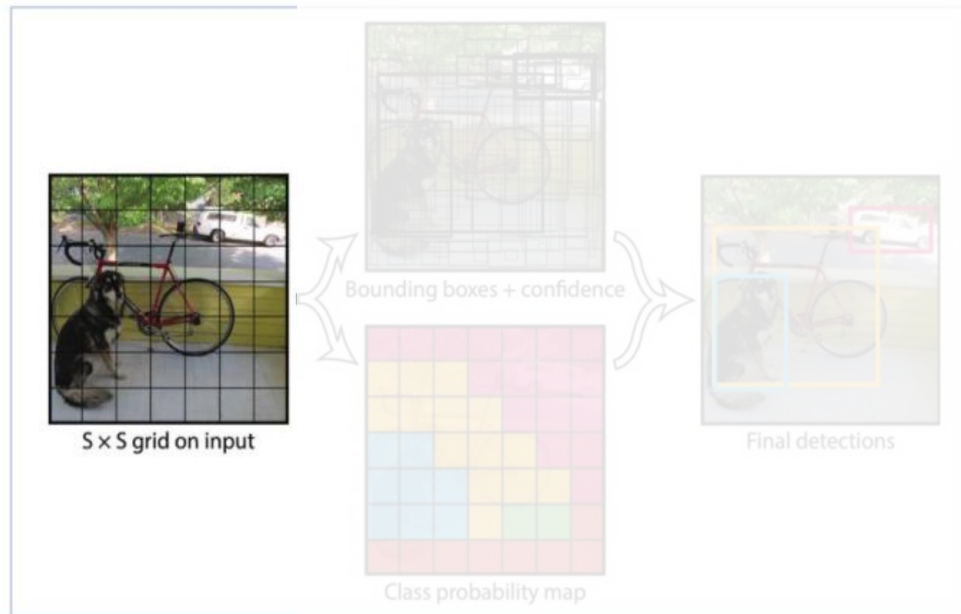 Bounding boxes + confidence
S × S grid on input
Final detections
Class probability map